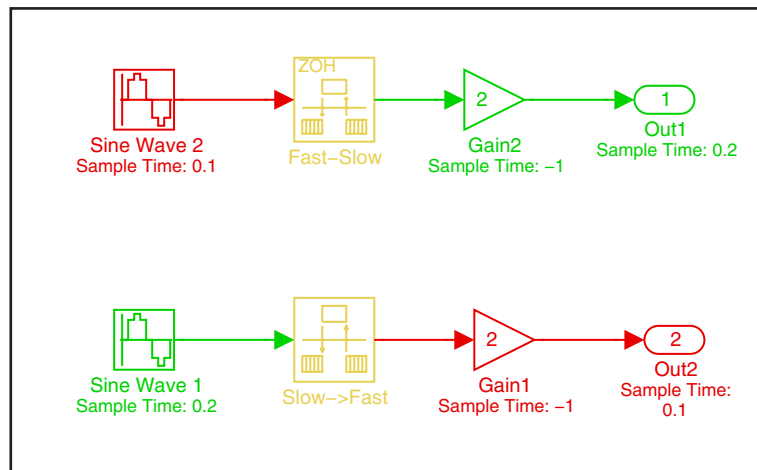 ZOH
2
1
Sine Wave 2
Sample Time: 0.1
Fast−Slow
Gain2
Sample Time: −1
Out1
Sample Time: 0.2
2
2
Sine Wave 1
Sample Time: 0.2
Slow−>Fast
Gain1
Sample Time: −1
Out2
Sample Time:
0.1